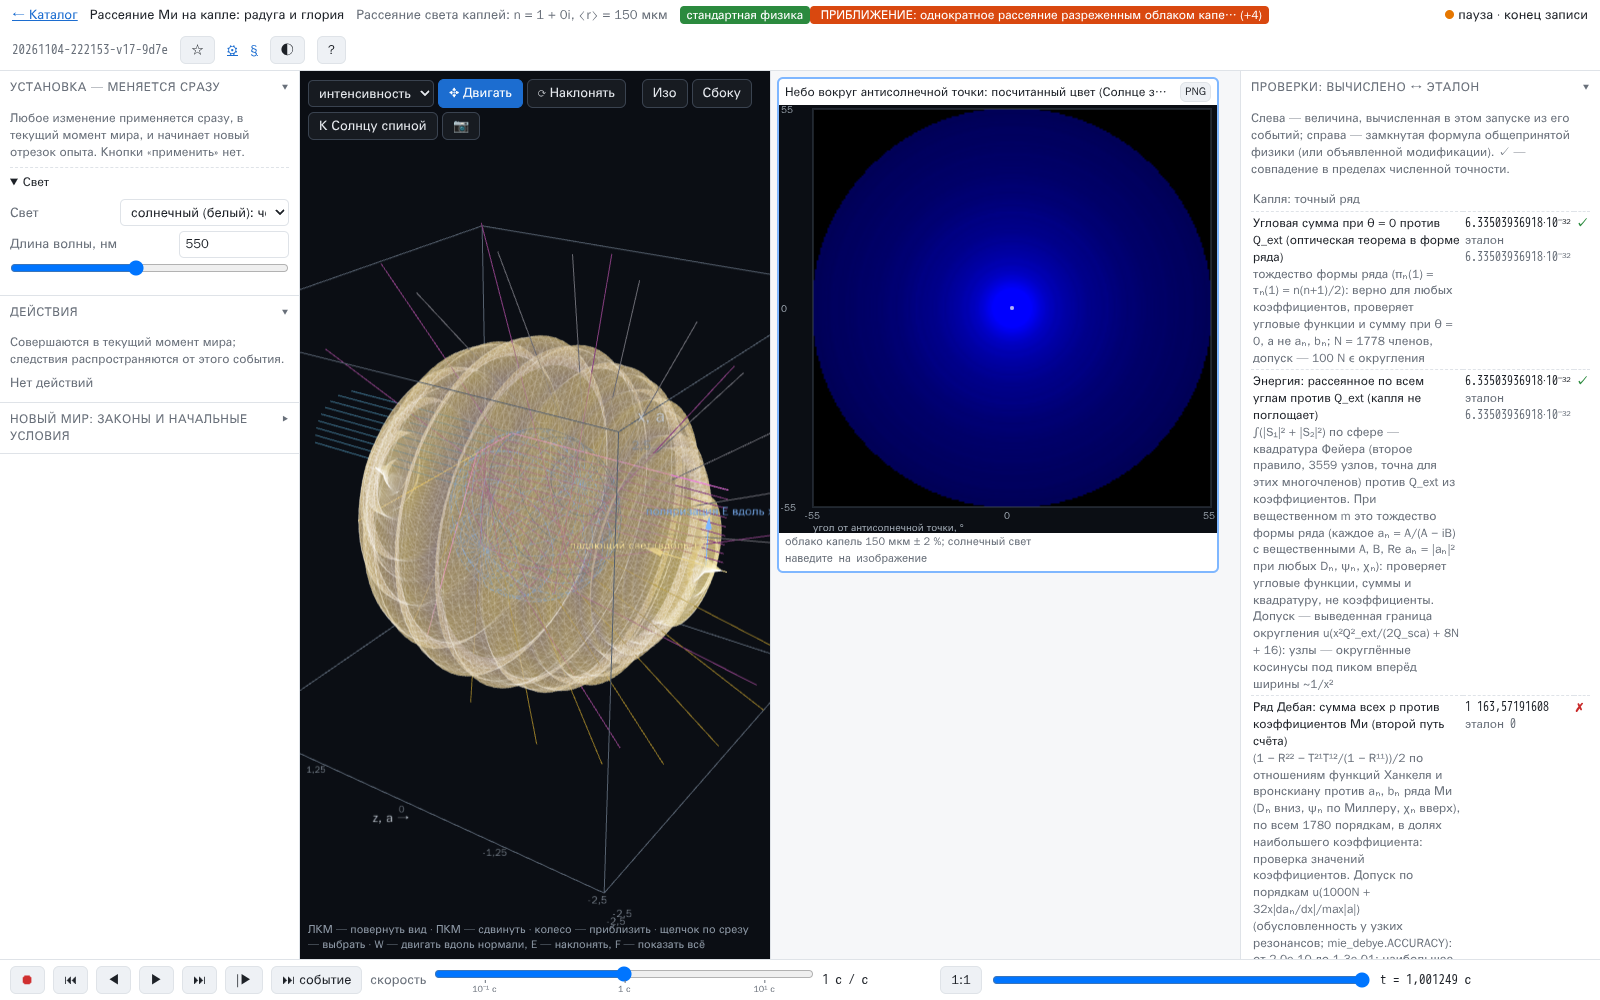 ← Каталог Рассеяние Ми на капле: радуга и глория Рассеяние света каплей: n = 1 + 0i, ⟨r⟩ = 150 мкм стандартная физика ПРИБЛИЖЕНИЕ: однократное рассеяние разреженным облаком капе⋯ (+4) пауза · конец записи
20261104-222153-v17-9d7e ☆ § ?
УСТАНОВКА — МЕНЯЕТСЯ СРАЗУ
Любое изменение применяется сразу, в
текущий момент мира, и начинает новый
отрезок опыта. Кнопки «применить» нет.
Свет
Свет солнечный (белый): че
Длина волны, нм 550
ДЕЙСТВИЯ
Совершаются в текущий момент мира;
следствия распространяются от этого события.
Нет действий
НОВЫЙ МИР: ЗАКОНЫ И НАЧАЛЬНЫЕ
УСЛОВИЯ
интенсивность Двигать Наклонять Изо Сбоку
К Солнцу спиной
1,25
0
z, a →
-1,25
-2,5
-2,5
-2,5
ЛКМ — повернуть вид · ПКМ — сдвинуть · колесо — приблизить · щелчок по срезу
— выбрать · W — двигать вдоль нормали, E — наклонять, F — показать всё
Небо вокруг антисолнечной точки: посчитанный цвет (Солнце з⋯ PNG
55
0
-55
-55 0 55
угол от антисолнечной точки, °
облако капель 150 мкм ± 2 %; солнечный свет
наведите на изображение
ПРОВЕРКИ: ВЫЧИСЛЕНО ↔ ЭТАЛОН
Слева — величина, вычисленная в этом запуске из его
событий; справа — замкнутая формула общепринятой
физики (или объявленной модификации). ✓ —
совпадение в пределах численной точности.
Капля: точный ряд
Угловая сумма при θ = 0 против 6.33503936918·10⁻³² ✓
Q_ext (оптическая теорема в форме эталон
ряда) 6.33503936918·10⁻³²
тождество формы ряда (πₙ(1) =
τₙ(1) = n(n+1)/2): верно для любых
коэффициентов, проверяет
угловые функции и сумму при θ =
0, а не aₙ, bₙ; N = 1778 членов,
допуск — 100 N ϵ округления
Энергия: рассеянное по всем 6.33503936918·10⁻³² ✓
углам против Q_ext (капля не эталон
поглощает) 6.33503936918·10⁻³²
∫(|S₁|² + |S₂|²) по сфере —
квадратура Фейера (второе
правило, 3559 узлов, точна для
этих многочленов) против Q_ext из
коэффициентов. При
вещественном m это тождество
формы ряда (каждое aₙ = A/(A − iB)
с вещественными A, B, Re aₙ = |aₙ|²
при любых Dₙ, ψₙ, χₙ): проверяет
угловые функции, суммы и
квадратуру, не коэффициенты.
Допуск — выведенная граница
округления u(x²Q²_ext/(2Q_sca) + 8N
+ 16): узлы — округлённые
косинусы под пиком вперёд
ширины ~1/x²
Ряд Дебая: сумма всех p против 1 163,57191608 ✗
коэффициентов Ми (второй путь эталон 0
счёта)
(1 − R²² − T²¹T¹²/(1 − R¹¹))/2 по
отношениям функций Ханкеля и
вронскиану против aₙ, bₙ ряда Ми
(Dₙ вниз, ψₙ по Миллеру, χₙ вверх),
по всем 1780 порядкам, в долях
наибольшего коэффициента:
проверка значений
коэффициентов. Допуск по
порядкам u(1000N +
32x|daₙ/dx|/max|a|)
(обусловленность у узких
резонансов; mie_debye.ACCURACY):
событие скорость 10⁻¹ с 1 с 10¹ с 1 с / с 1:1 t = 1,001249 с